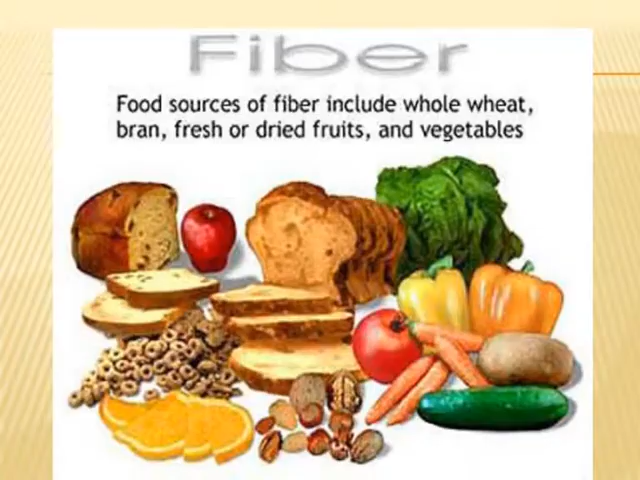 Fiber
Food sources of fiber include whole wheat,
bran, fresh or dried fruits, and vegetables